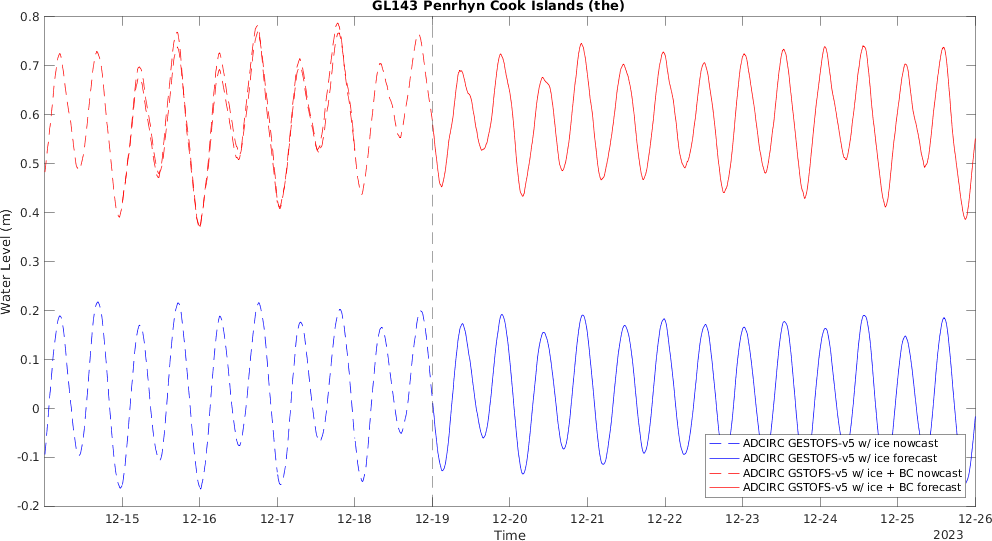 GL143 Penrhyn Cook Islands (the)
Water Level (m)
0.8
0.7
0.6
0.5
0.4
0.3
0.2
0.1
0
-0.1
-0.2
ADCIRC GESTOFS-v5 w/ ice nowcast
ADCIRC GESTOFS-v5 w/ ice forecast
ADCIRC GSTOFS-v5 w/ ice + BC nowcast
ADCIRC GSTOFS-v5 w/ ice + BC forecast
12-15 12-16 12-17 12-18 12-19 12-20 12-21 12-22 12-23 12-24 12-25 12-26
Time
2023